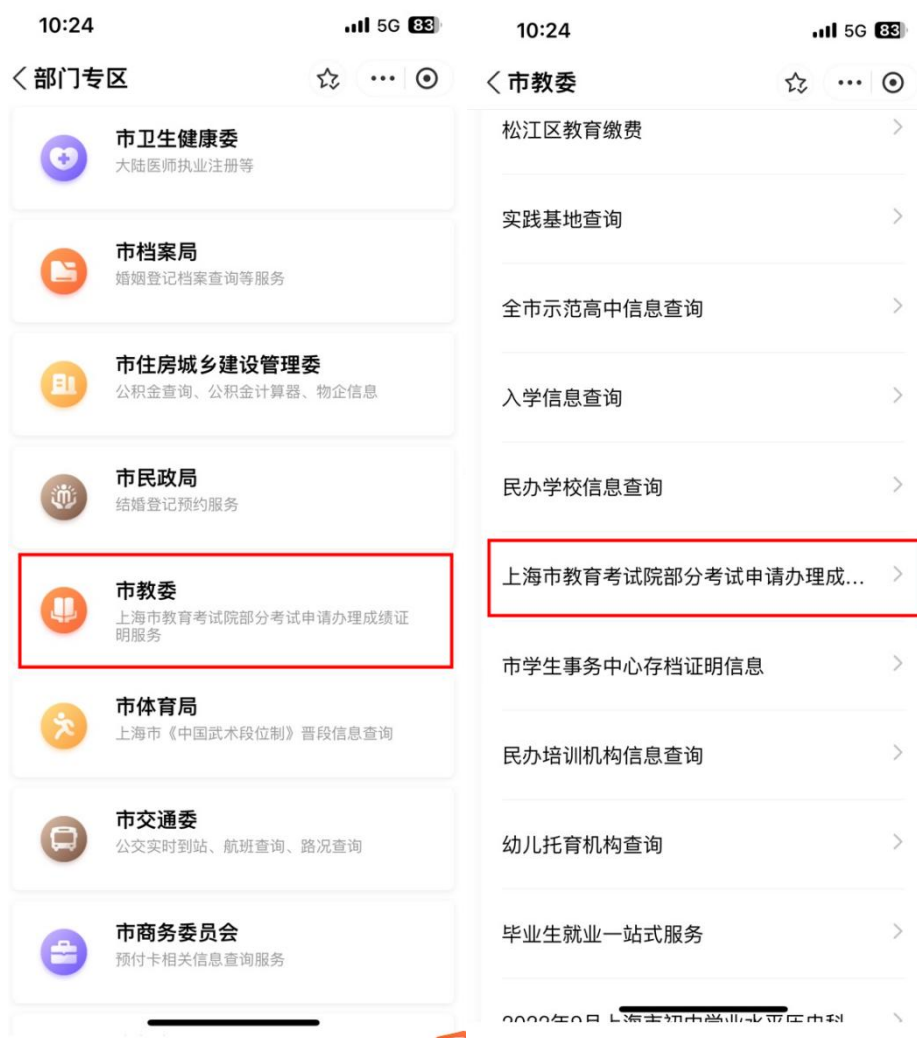 10:24
5G 83
部门专区
市卫生健康委
大陆医师执业注册等
市档案局
婚姻登记档案查询等服务
市住房城乡建设管理委
公积金查询、公积金计算器、物企信息
市民政局
结婚登记预约服务
市教委
上海市教育考试院部分考试申请办理成绩证
明服务
市体育局
上海市《中国武术段位制》晋段信息查询
市交通委
公交实时到站、航班查询、路况查询
市商务委员会
预付卡相关信息查询服务
10:24
5G 83
市教委
松江区教育缴费
实践基地查询
全市示范高中信息查询
入学信息查询
民办学校信息查询
上海市教育考试院部分考试申请办理成...
市学生事务中心存档证明信息
民办培训机构信息查询
幼儿托育机构查询
毕业生就业一站式服务